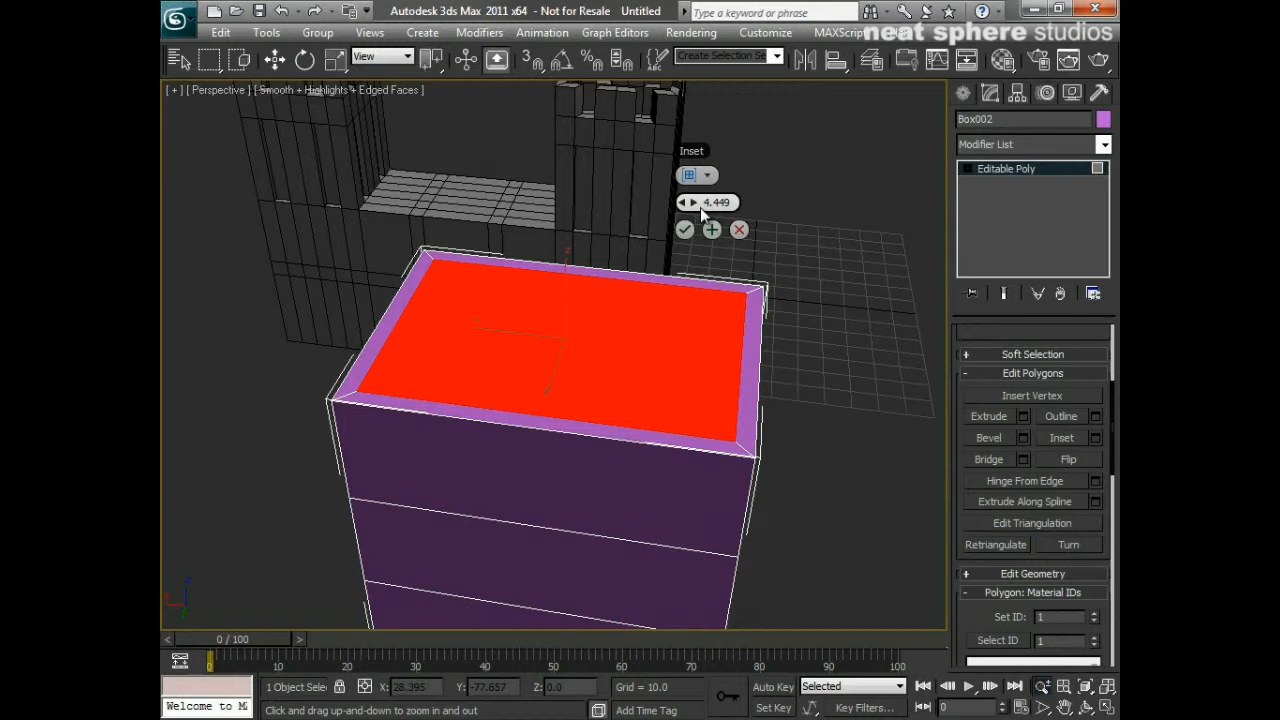 Autodesk 3ds Max 2011 x64 - Not for Resale Untitled
Type a keyword or phrase
Edit Tools Group Views Create Modifiers Animation Graph Editors Rendering Customize MAXScrip
neat sphere studios
View
3
Create Selection Se
ABC
[ + ] [ Perspective ] [ Smooth + Highlights + Edged Faces ]
Box002
Modifier List
Inset
Editable Poly
4.449
z
Soft Selection
Edit Polygons
Insert Vertex
Extrude Outline
Bevel Inset
Bridge Flip
Hinge From Edge
Extrude Along Spline
Edit Triangulation
Retriangulate Turn
Edit Geometry
Polygon: Material IDs
Set ID: 1
Select ID 1
0 / 100
0 10 20 30 40 50 60 70 80 90 100
1 Object Sele X: 28.395 Y: -77.657 Z: 0.0 Grid = 10.0 Auto Key Selected
Welcome to M
Click and drag up-and-down to zoom in and out Add Time Tag Set Key Key Filters... 0